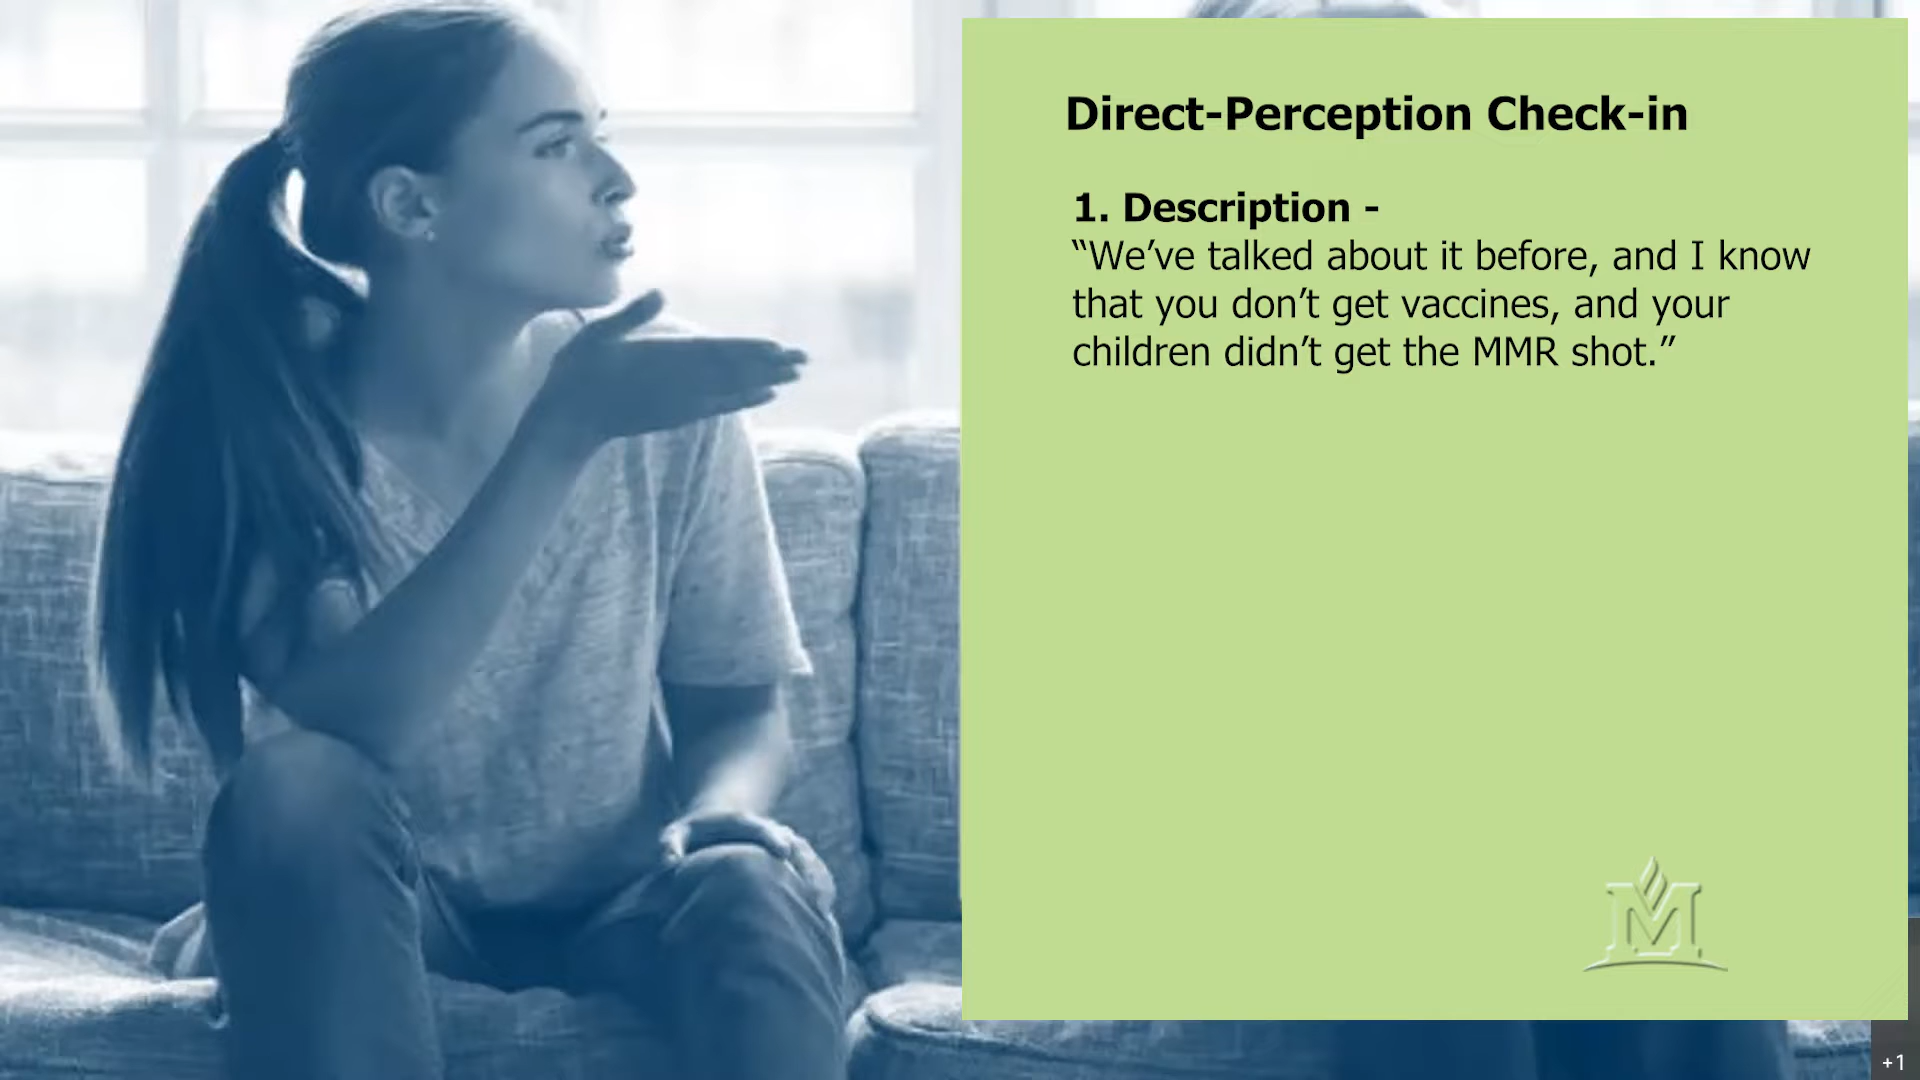 Direct-Perception Check-in
1. Description -
“We’ve talked about it before, and I know
that you don’t get vaccines, and your
children didn’t get the MMR shot.”
M
+1